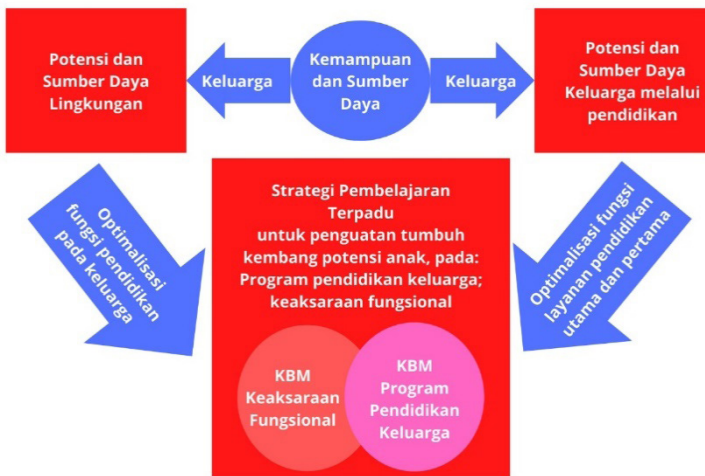 Potensi dan
Sumber Daya
Lingkungan
Keluarga
Kemampuan
dan Sumber
Daya
Keluarga
Potensi dan
Sumber Daya
Keluarga melalui
pendidikan
Optimalisasi
fungsi pendidikan
pada keluarga
Strategi Pembelajaran
Terpadu
untuk penguatan tumbuh
kembang potensi anak, pada:
Program pendidikan keluarga;
keaksaraan fungsional
Optimalisasi fungsi
layanan pendidikan
utama dan pertama
KBM
Keaksaraan
Fungsional
KBM
Program
Pendidikan
Keluarga